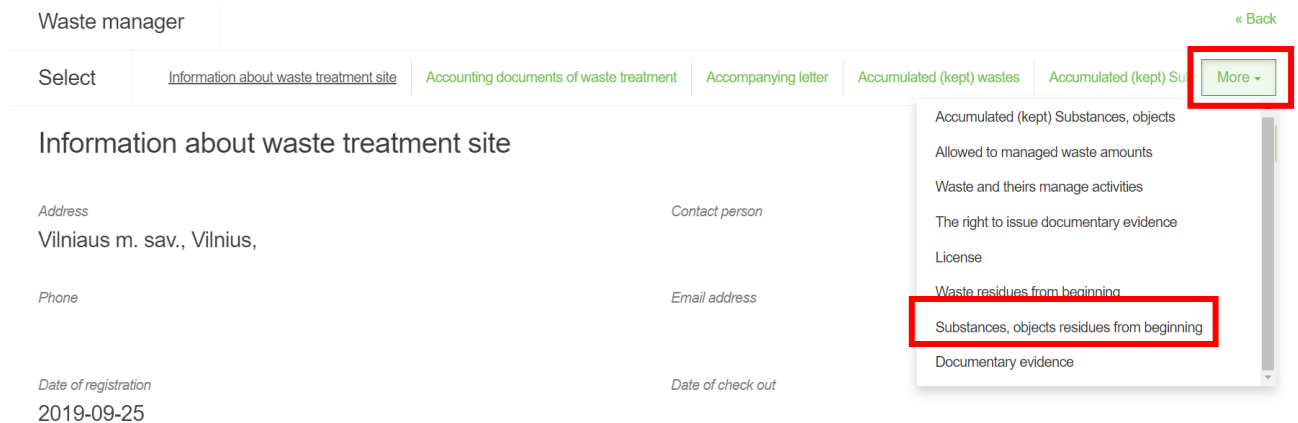 Waste manager
« Back
Select
Information about waste treatment site
Accounting documents of waste treatment
Accompanying letter
Accumulated (kept) wastes
Accumulated (kept) Su
More
Accumulated (kept) Substances, objects
Allowed to managed waste amounts
Waste and theirs manage activities
The right to issue documentary evidence
License
Waste residues from beginning
Substances, objects residues from beginning
Documentary evidence
Information about waste treatment site
Address
Vilniaus m. sav., Vilnius,
Contact person
Phone
Email address
Date of registration
2019-09-25
Date of check out